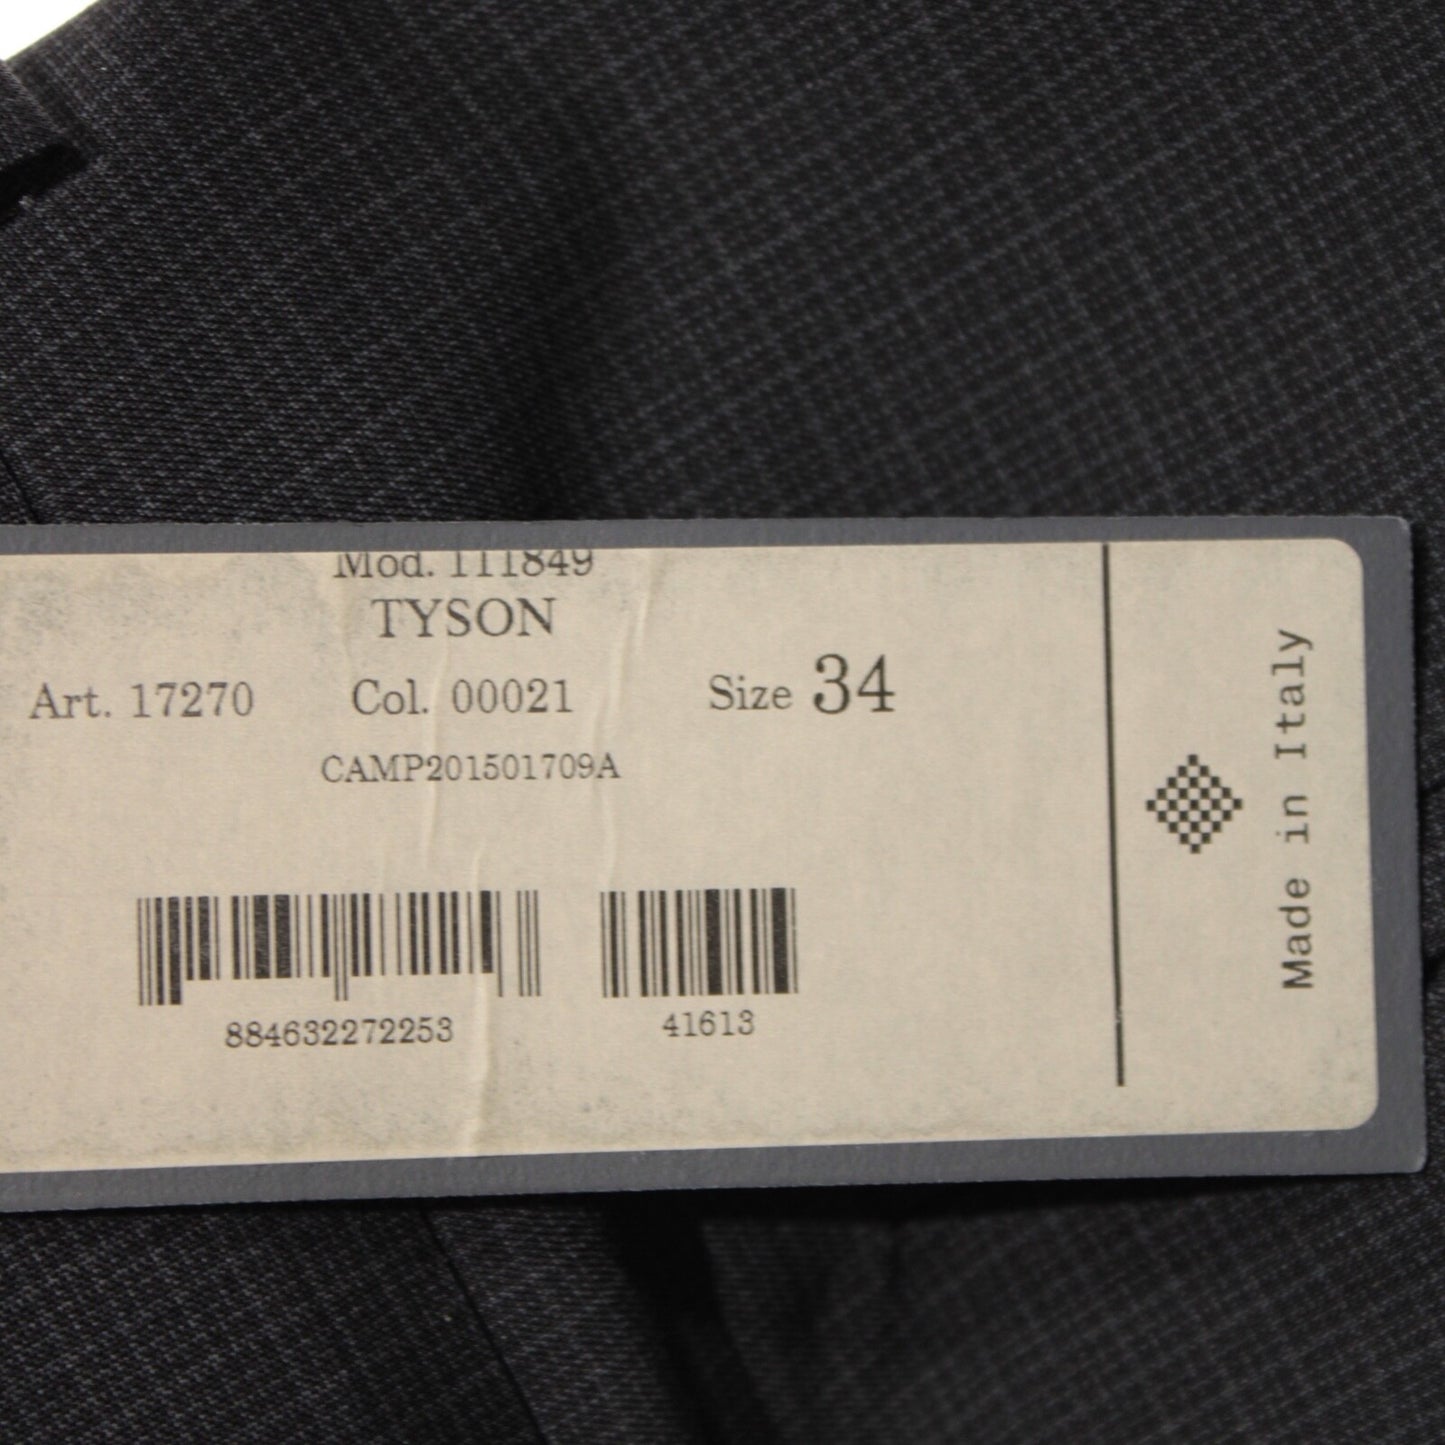 Mod. 111849
TYSON
Art. 17270 Col. 00021 Size 34
CAMP201501709A
884632272253 41613
Made in Italy